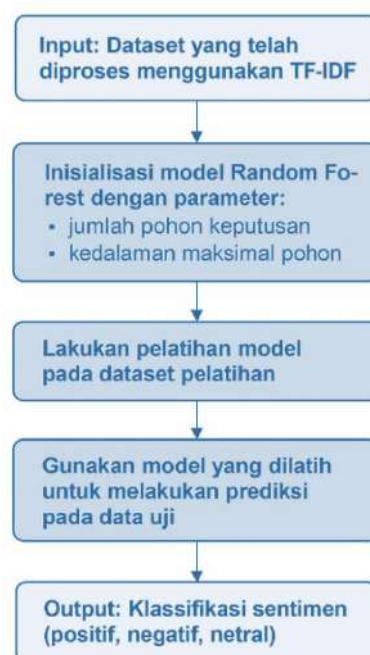 Input: Dataset yang telah
diproses menggunakan TF-IDF
Inisialisasi model Random Fo-
rest dengan parameter:
▪ jumlah pohon keputusan
▪ kedalaman maksimal pohon
Lakukan pelatihan model
pada dataset pelatihan
Gunakan model yang dilatih
untuk melakukan prediksi
pada data uji
Output: Klassifikasi sentimen
(positif, negatif, netral)